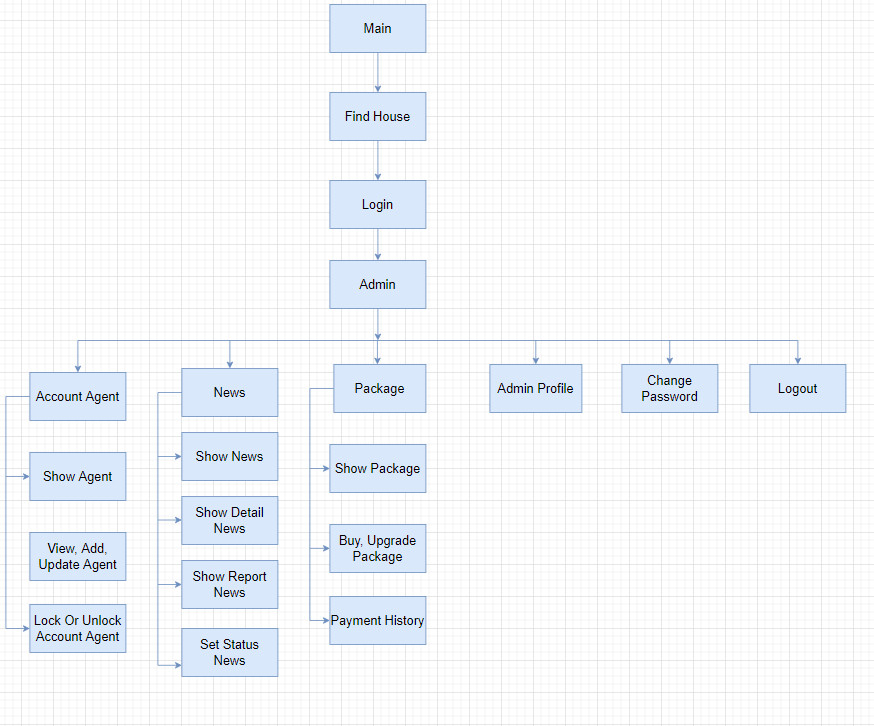 Main
Find House
Login
Admin
Account Agent
News
Package
Admin Profile
Change
Password
Logout
Show Agent
View, Add,
Update Agent
Lock Or Unlock
Account Agent
Show News
Show Detail
News
Show Report
News
Set Status
News
Show Package
Buy, Upgrade
Package
Payment History